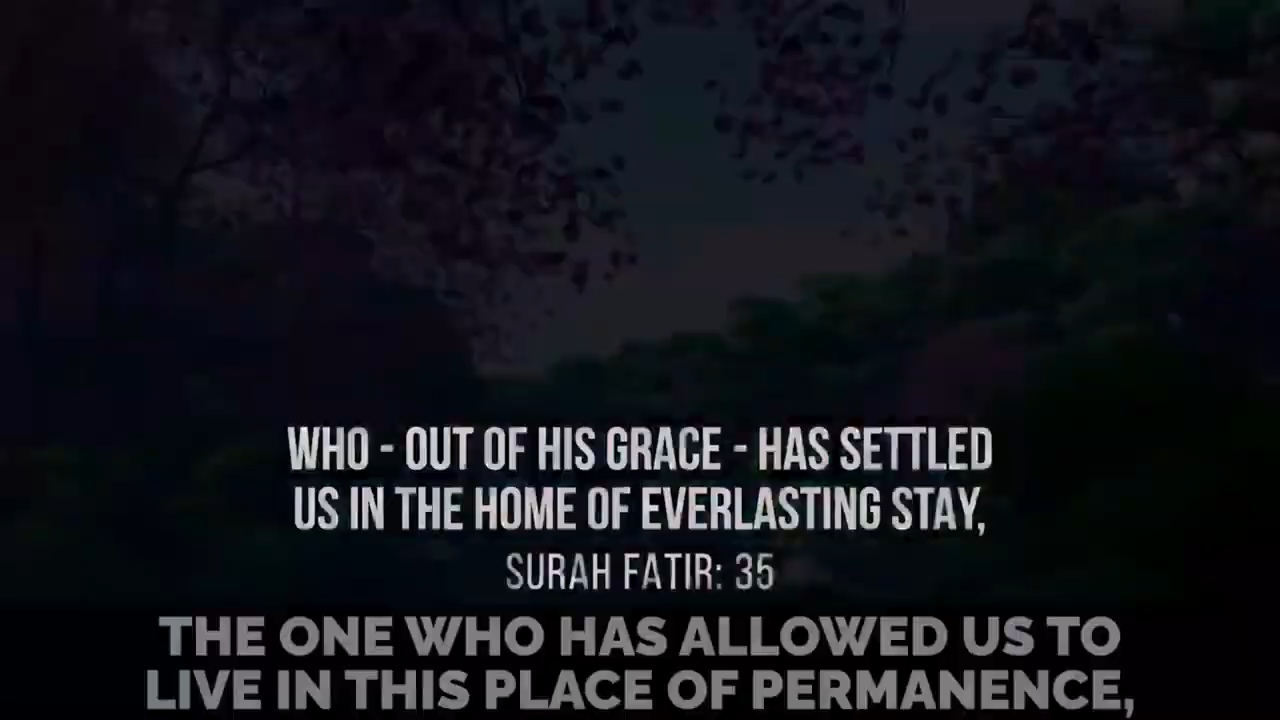 WHO - OUT OF HIS GRACE - HAS SETTLED
US IN THE HOME OF EVERLASTING STAY,
SURAH FATIR: 35
THE ONE WHO HAS ALLOWED US TO
LIVE IN THIS PLACE OF PERMANENCE,